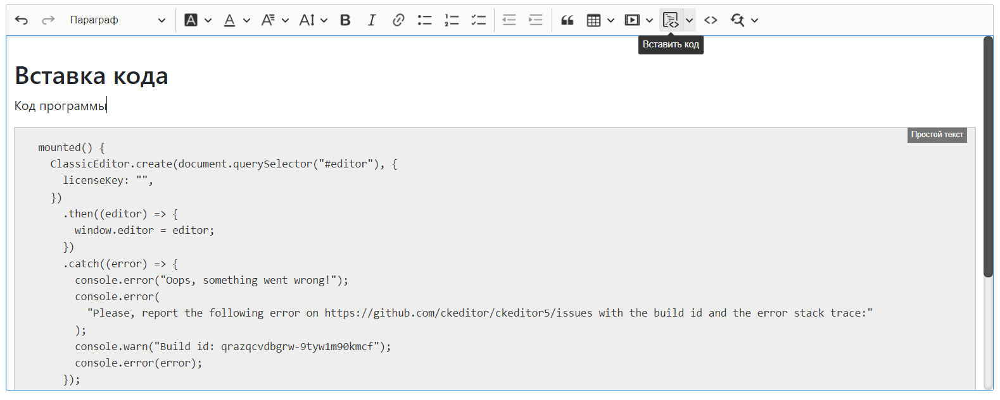 Параграф
Вставить код
Вставка кода
Код программы
Простой текст
mounted() {
  ClassicEditor.create(document.querySelector("#editor"), {
    licenseKey: "",
  })
    .then((editor) => {
      window.editor = editor;
    })
    .catch((error) => {
      console.error("Oops, something went wrong!");
      console.error(
        "Please, report the following error on https://github.com/ckeditor/ckeditor5/issues with the build id and the error stack trace:"
      );
      console.warn("Build id: qrazqcvdbgrw-9tyw1m90kmcf");
      console.error(error);
    });